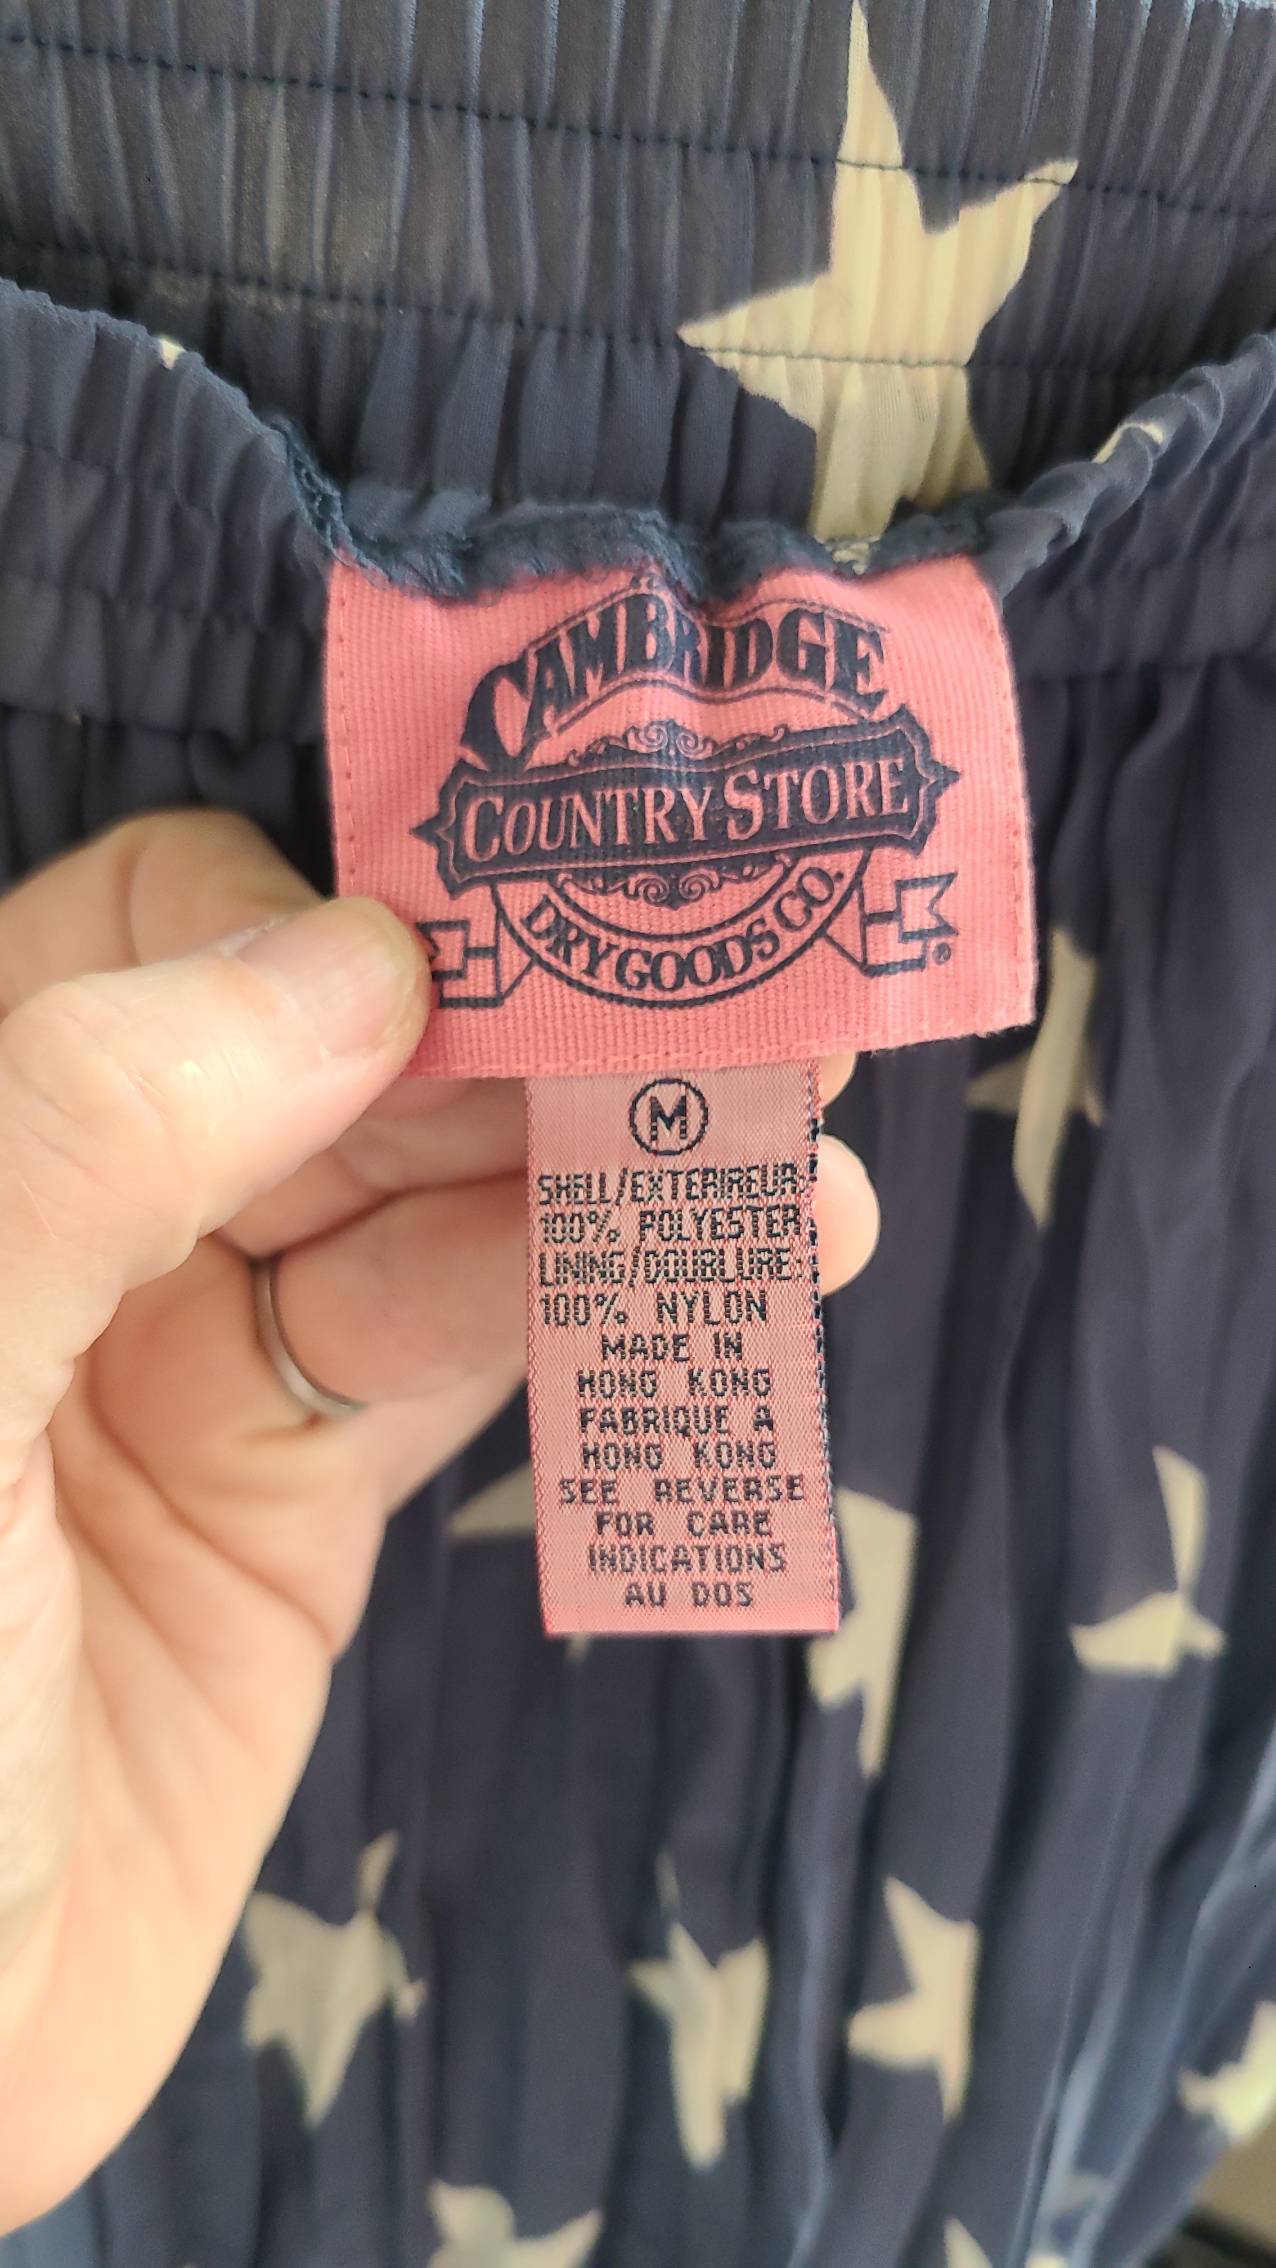 CAMBRIDGE
COUNTRY STORE
DRY GOODS CO.
®
M
SHELL/EXTERIREUR:
100% POLYESTER
LINING/DOUBLURE:
100% NYLON
MADE IN
HONG KONG
FABRIQUE A
HONG KONG
SEE REVERSE
FOR CARE
INDICATIONS
AU DOS